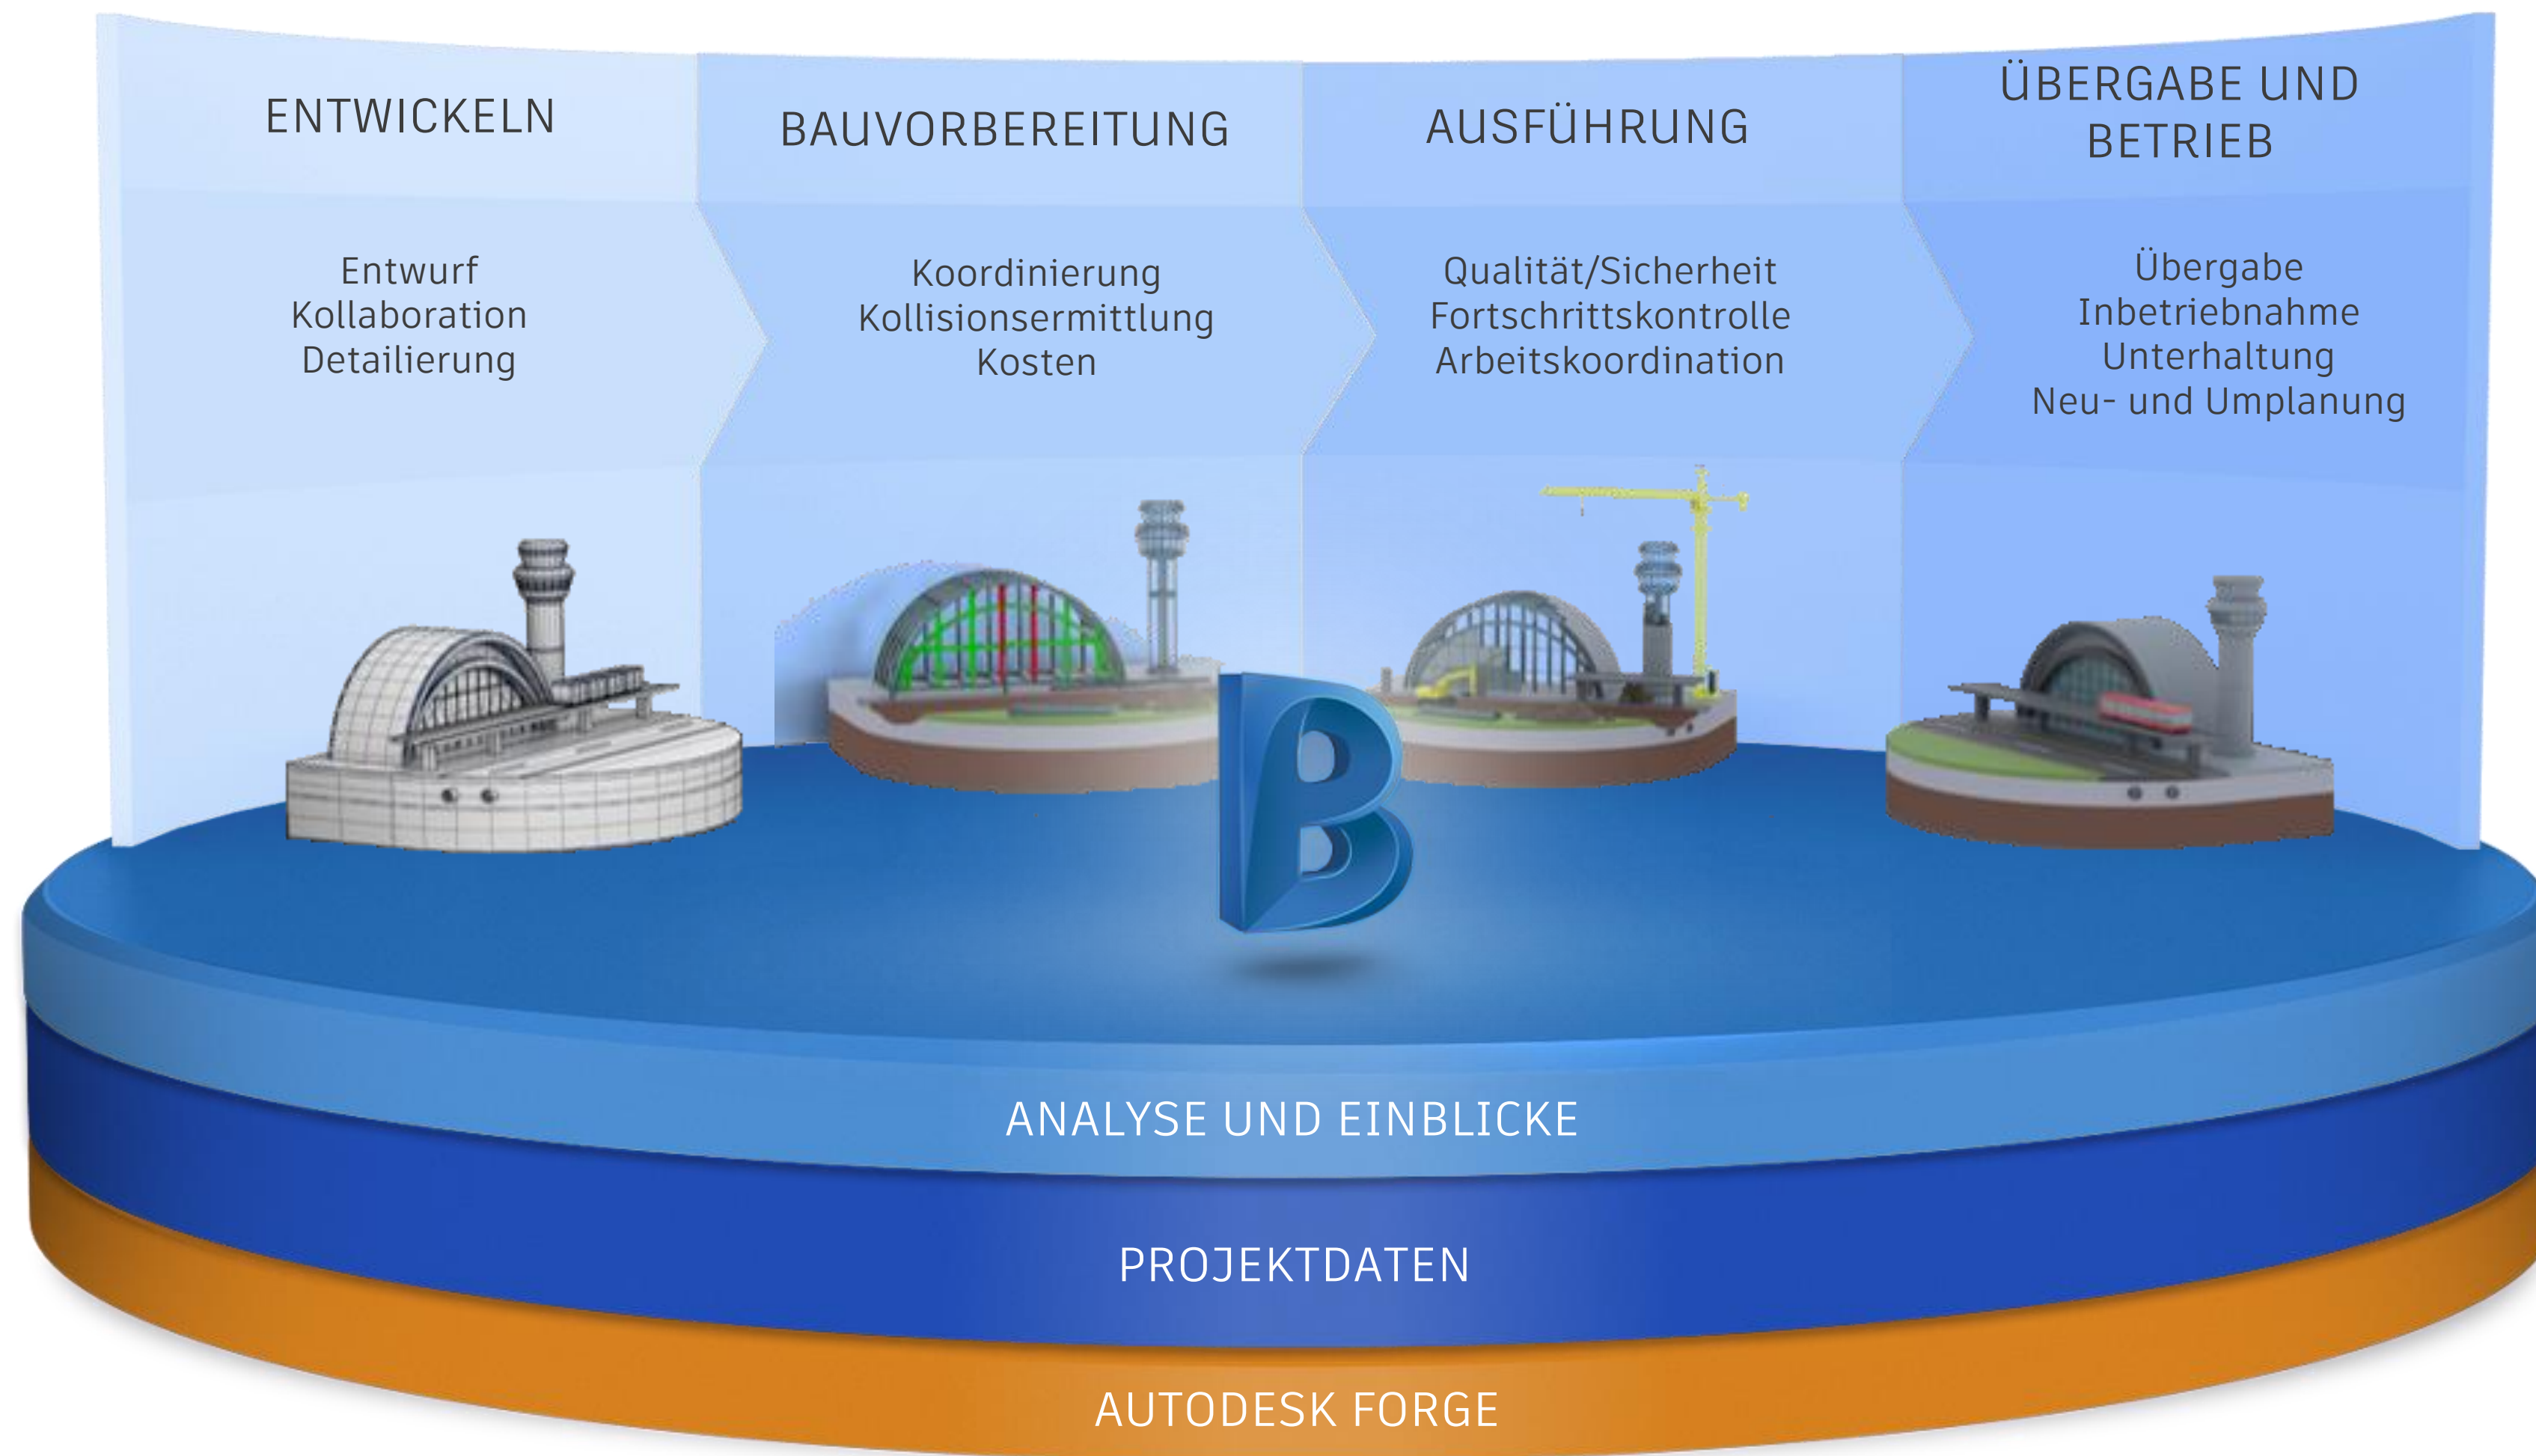 ENTWICKELN
Entwurf
Kollaboration
Detailierung
BAUVORBEREITUNG
Koordinierung
Kollisionsermittlung
Kosten
AUSFÜHRUNG
Qualität/Sicherheit
Fortschrittskontrolle
Arbeitskoordination
ÜBERGABE UND
BETRIEB
Übergabe
Inbetriebnahme
Unterhaltung
Neu- und Umplanung
B
ANALYSE UND EINBLICKE
PROJEKTDATEN
AUTODESK FORGE